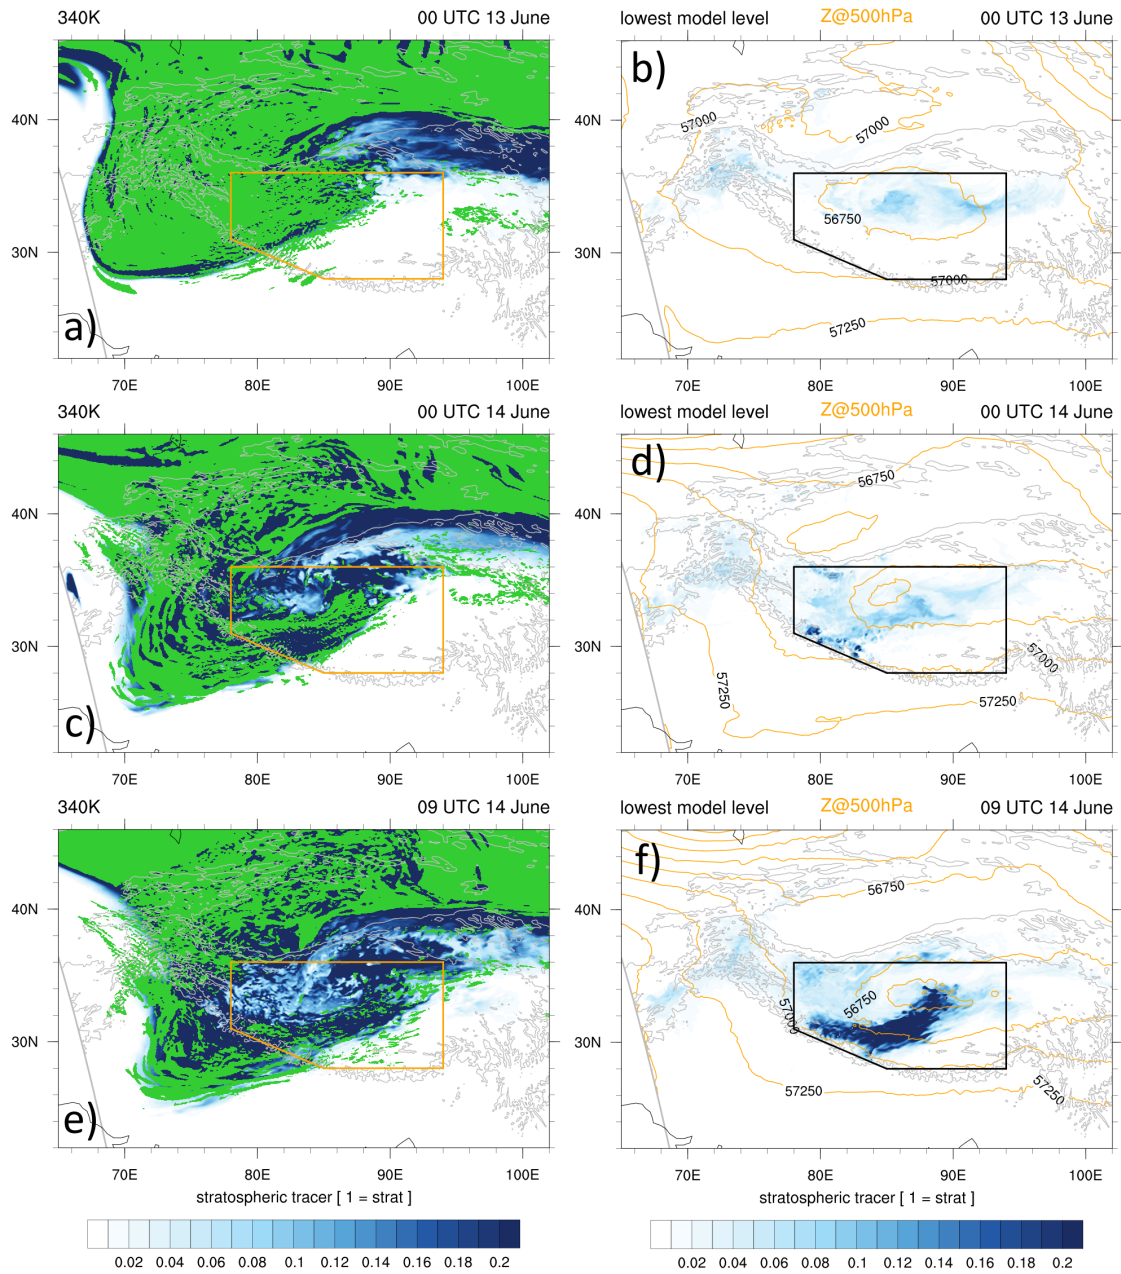 340K 00 UTC 13 June lowest model level Z@500hPa 00 UTC 13 June
a) b)
40N 40N
30N 30N
57000
57000
56750
57000
57250
70E 80E 90E 100E 70E 80E 90E 100E
340K 00 UTC 14 June lowest model level Z@500hPa 00 UTC 14 June
c) d)
40N 40N
30N 30N
56750
57000
57250
57250
70E 80E 90E 100E 70E 80E 90E 100E
340K 09 UTC 14 June lowest model level Z@500hPa 09 UTC 14 June
e) f)
40N 40N
30N 30N
56750
56750
57000
57250
57250
70E 80E 90E 100E 70E 80E 90E 100E
stratospheric tracer [ 1 = strat ] stratospheric tracer [ 1 = strat ]
0.02 0.04 0.06 0.08 0.1 0.12 0.14 0.16 0.18 0.2 0.02 0.04 0.06 0.08 0.1 0.12 0.14 0.16 0.18 0.2